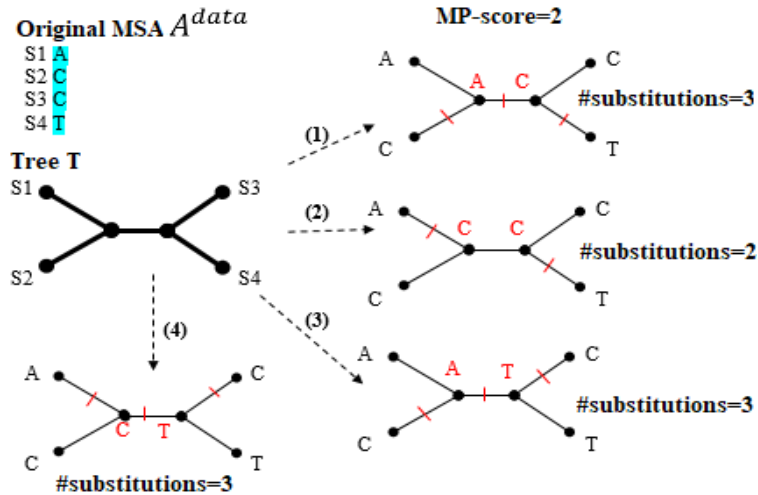 Original MSA A^data
S1 A
S2 C
S3 C
S4 T
Tree T
S1
S3
S2
S4
(1)
(2)
(3)
(4)
MP-score=2
A
C
A C
#substitutions=3
C
T
A
C
C C
#substitutions=2
C
T
A
C
A T
#substitutions=3
C
T
A
C
C T
C
T
#substitutions=3